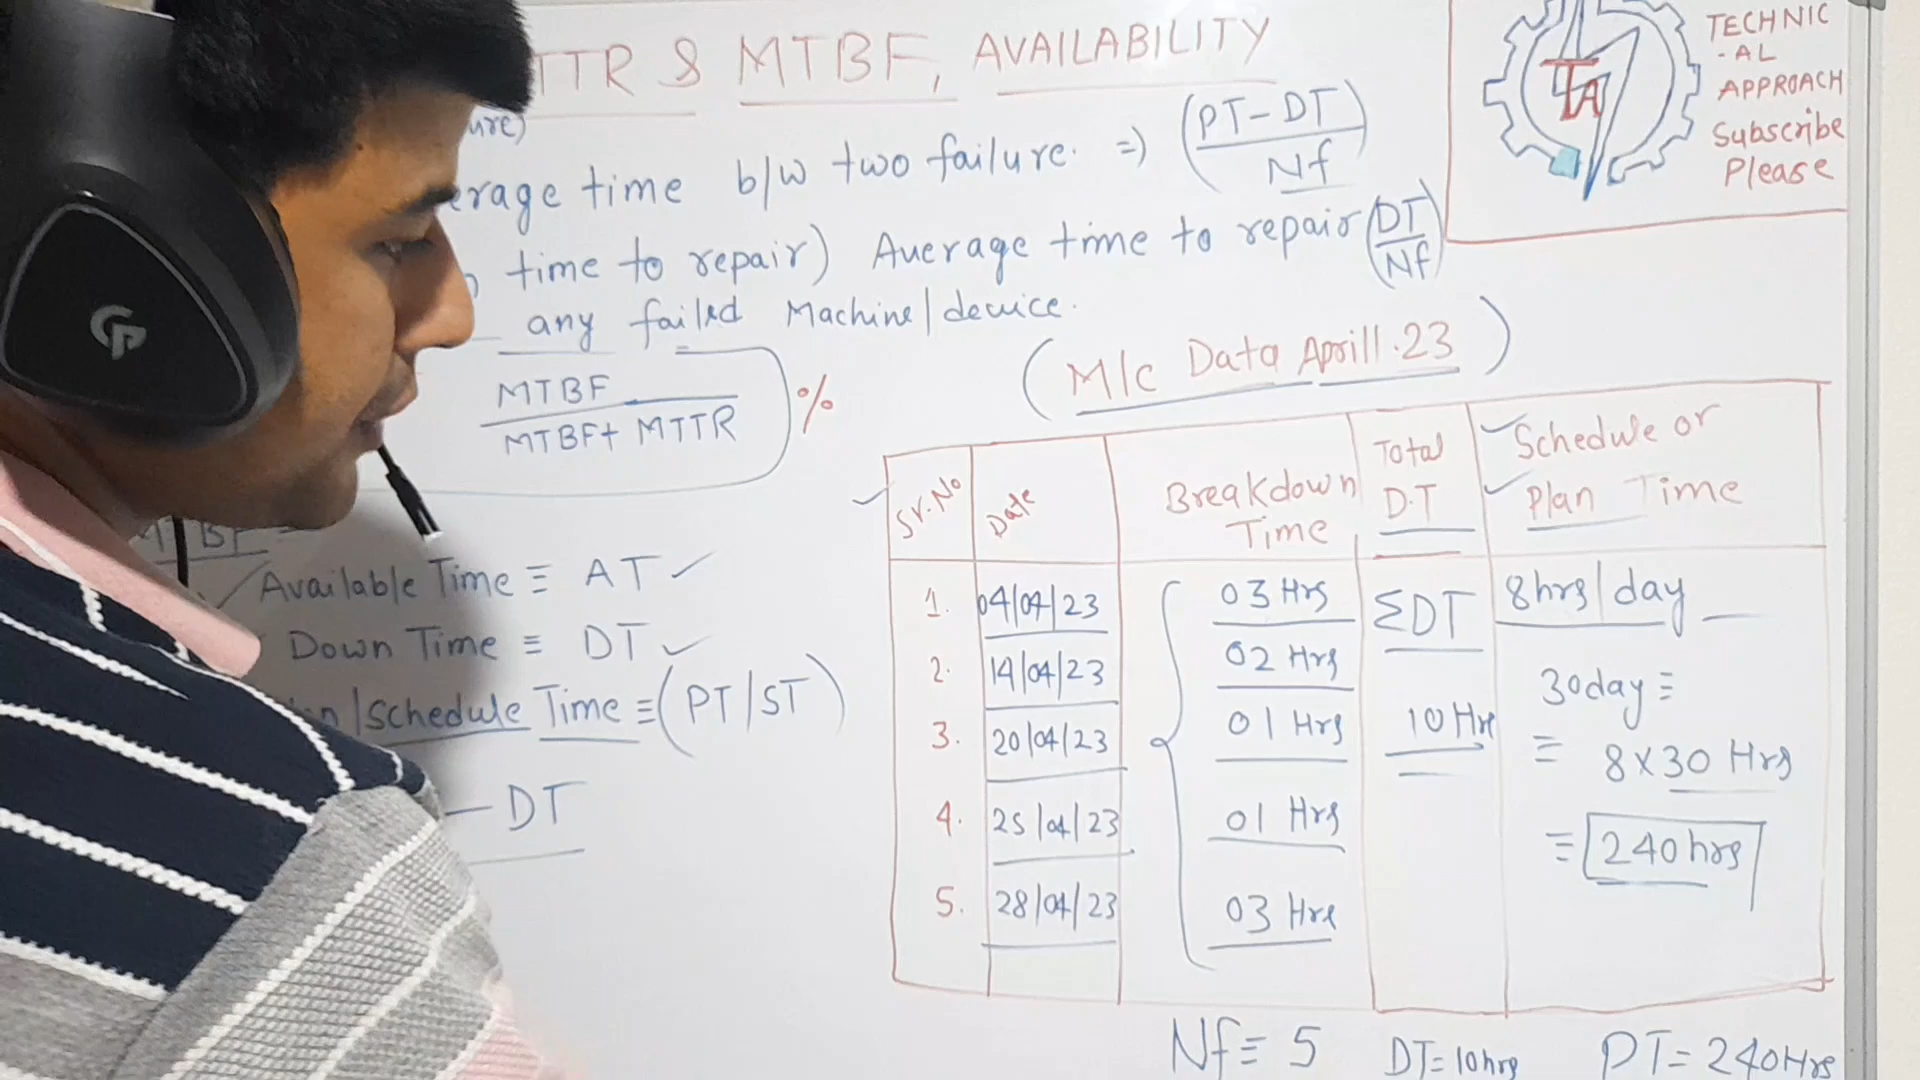 TTR & MTBF, AVAILABILITY
ure)
erage time b/w two failure. => (PT-DT/Nf)
time to repair) Average time to repair (DT/Nf)
any failed Machine/device.
MTBF
MTBF+ MTTR
%
MTBF
Available Time ≡ AT ✓
Down Time ≡ DT ✓
n/Schedule Time ≡ (PT/ST)
-DT
TECHNIC
-AL
APPROACH
Subscribe
Please
TA
(M/c Data Aprill.23)
Sr.No Date Breakdown Time Total D.T Schedule or Plan Time
1. 04/04/23 03 Hrs ΣDT 8hrs/day
2. 14/04/23 02 Hrs 30day ≡
3. 20/04/23 01 Hrs 10 Hr ≡ 8x30 Hrs
4. 25/04/23 01 Hrs ≡ 240hrs
5. 28/04/23 03 Hrs
Nf ≡ 5 DT=10hrs PT=240Hrs
G